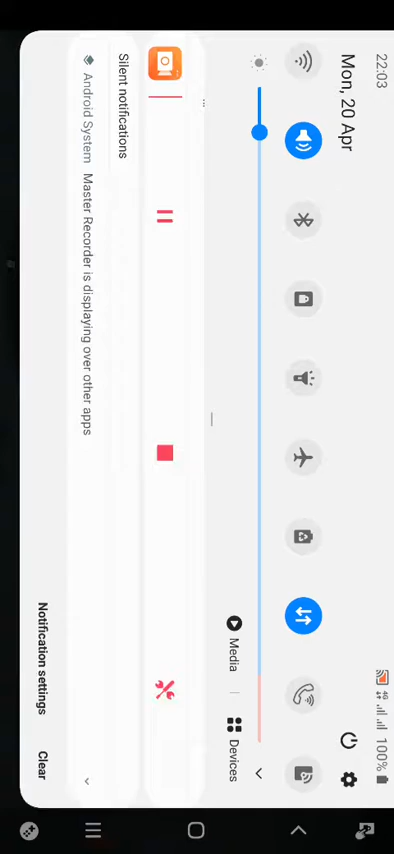 22:03
4G
100%
Mon, 20 Apr
Media
Devices
Silent notifications
Android System Master Recorder is displaying over other apps
Notification settings
Clear